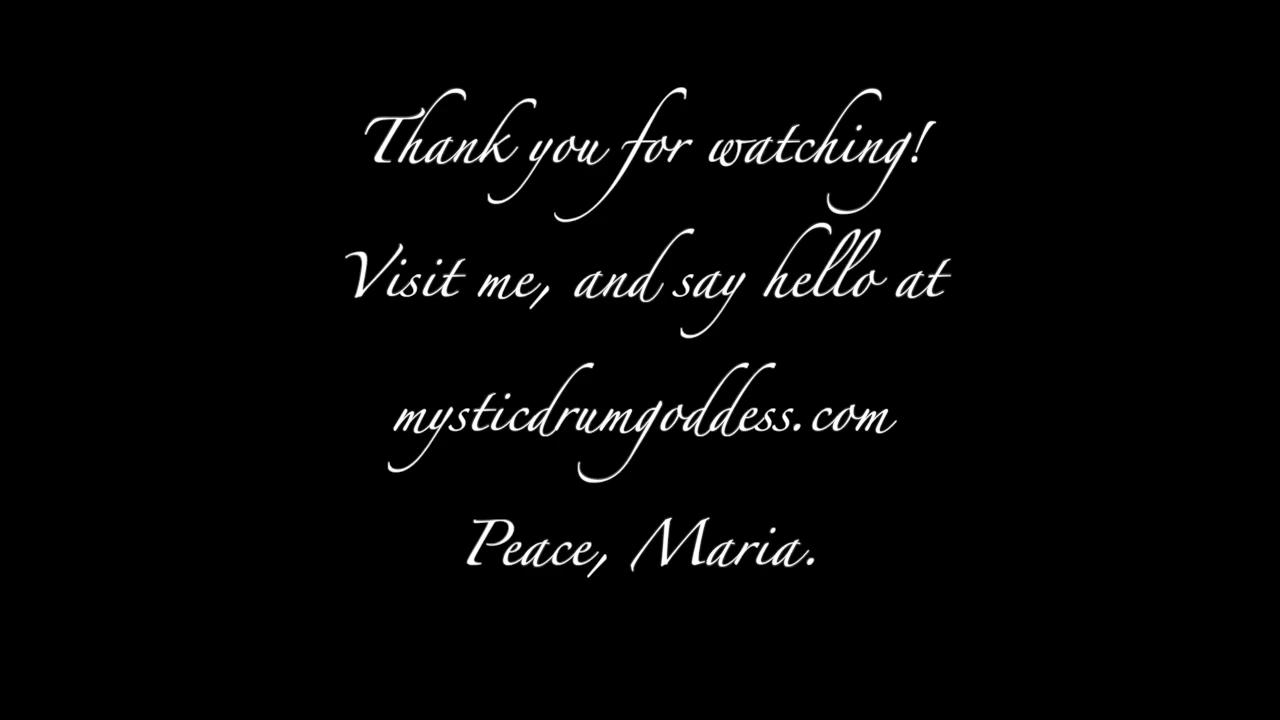 Thank you for watching!
Visit me, and say hello at
mysticdrumgoddess.com
Peace, Maria.